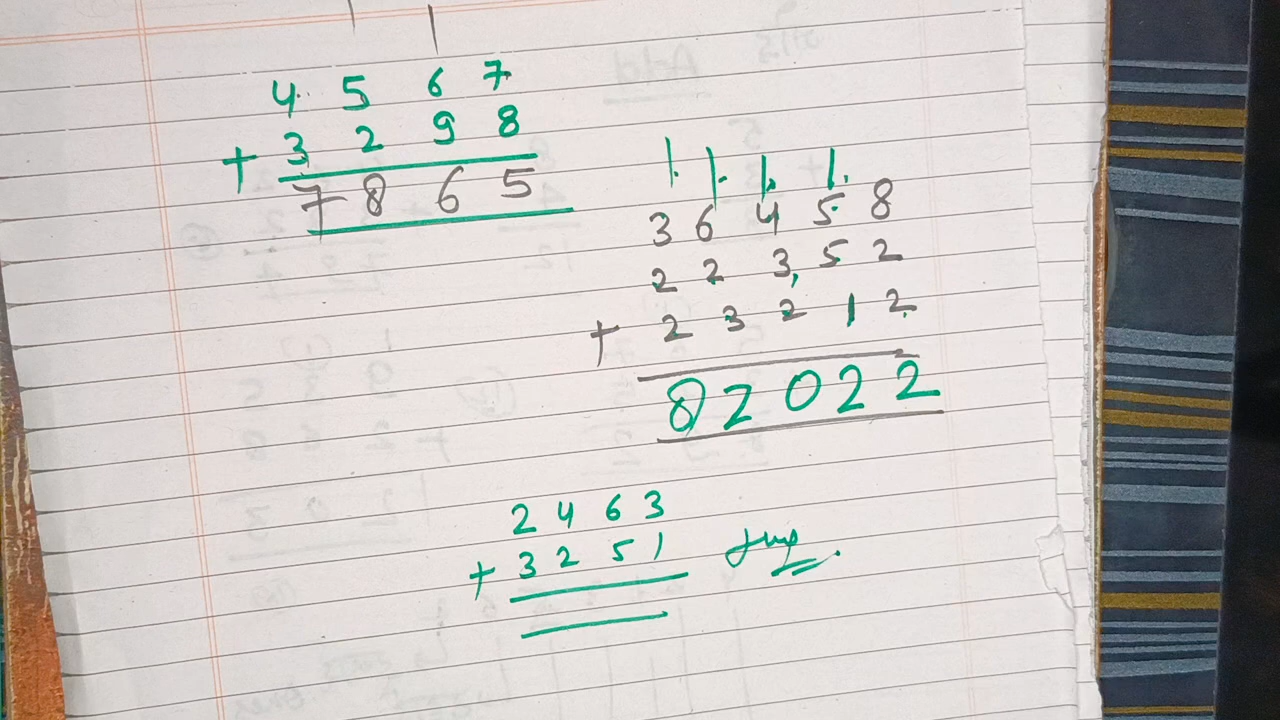 1 1
4 5 6 7
+ 3 2 9 8
7 8 6 5
1 1 1 1
3 6 4 5 8
2 2 3 5 2
+ 2 3 2 1 2
8 2 0 2 2
2 4 6 3
+ 3 2 5 1